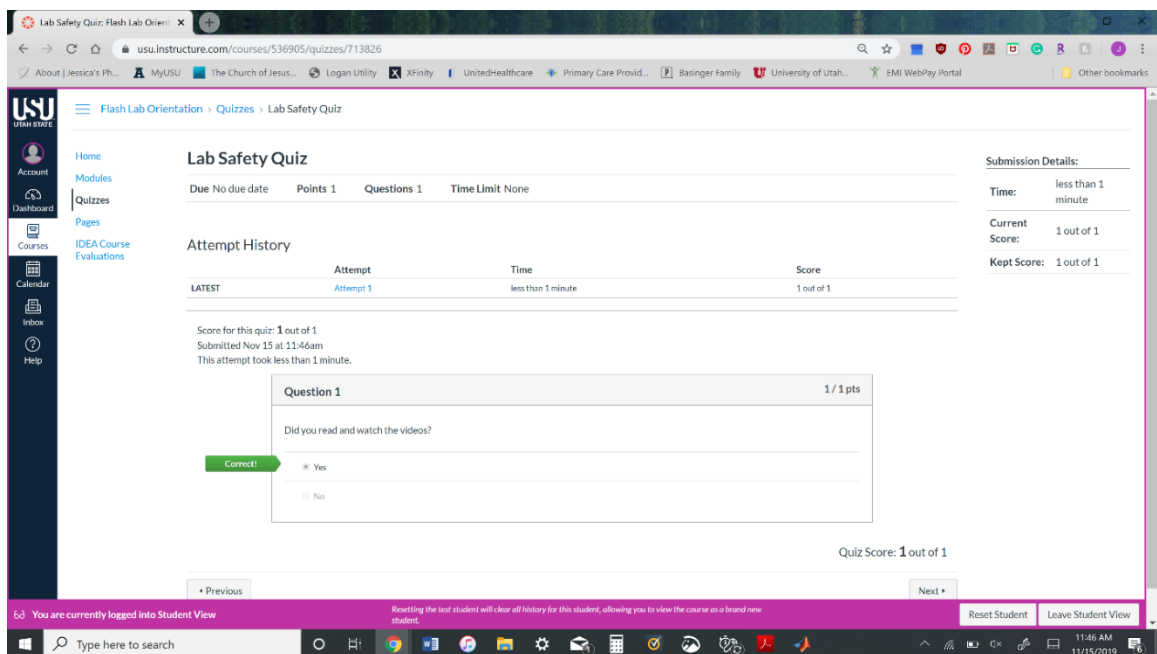 Lab Safety Quiz: Flash Lab Orient
usu.instructure.com/courses/536905/quizzes/713826
About | Jessica's Ph... MyUSU The Church of Jesus... Logan Utility XFinity UnitedHealthcare Primary Care Provid... Basinger Family University of Utah... EMI WebPay Portal Other bookmarks
USU
UTAH STATE
Flash Lab Orientation > Quizzes > Lab Safety Quiz
Account
Dashboard
Courses
Calendar
Inbox
Help
Home
Modules
Quizzes
Pages
IDEA Course
Evaluations
Lab Safety Quiz
Due No due date Points 1 Questions 1 Time Limit None
Attempt History
Attempt Time Score
LATEST Attempt 1 less than 1 minute 1 out of 1
Score for this quiz: 1 out of 1
Submitted Nov 15 at 11:46am
This attempt took less than 1 minute.
Question 1 1 / 1 pts
Did you read and watch the videos?
Correct! Yes
No
Quiz Score: 1 out of 1
Previous Next
Submission Details:
Time: less than 1
minute
Current
Score: 1 out of 1
Kept Score: 1 out of 1
You are currently logged into Student View
Resetting the test student will clear all history for this student, allowing you to view the course as a brand new
student.
Reset Student Leave Student View
Type here to search
11:46 AM
11/15/2019